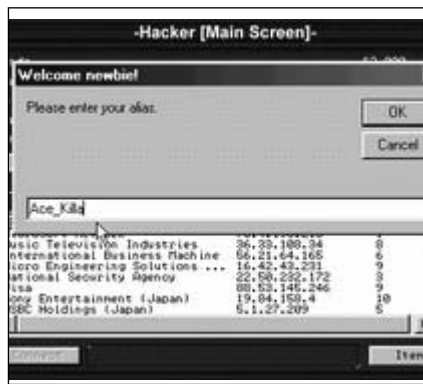 -Hacker [Main Screen]-
Welcome newbie!
Please enter your alias.
OK
Cancel
Ace_Killa
usic Television Industries 36.33.108.34 8
nternational Business Machine 56.21.64.165 6
icro Engineering Solutions ... 16.42.43.231 9
ational Security Agency 22.50.232.172 3
isa 88.53.145.246 9
ony Entertainment (Japan) 19.84.158.4 10
SBC Holdings (Japan) 5.1.27.209 5
Connect
Item